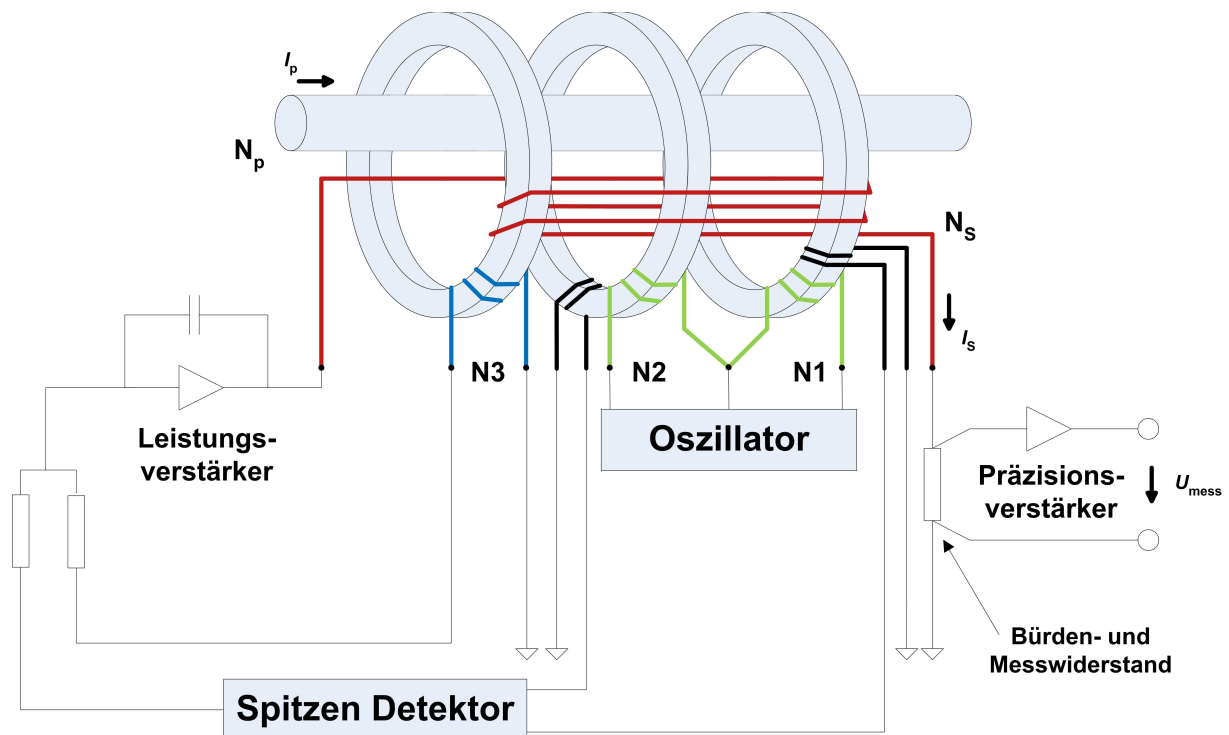 Ip
Np
NS
IS
N3
N2
N1
Leistungs-
verstärker
Oszillator
Präzisions-
verstärker
Umess
Bürden- und
Messwiderstand
Spitzen Detektor